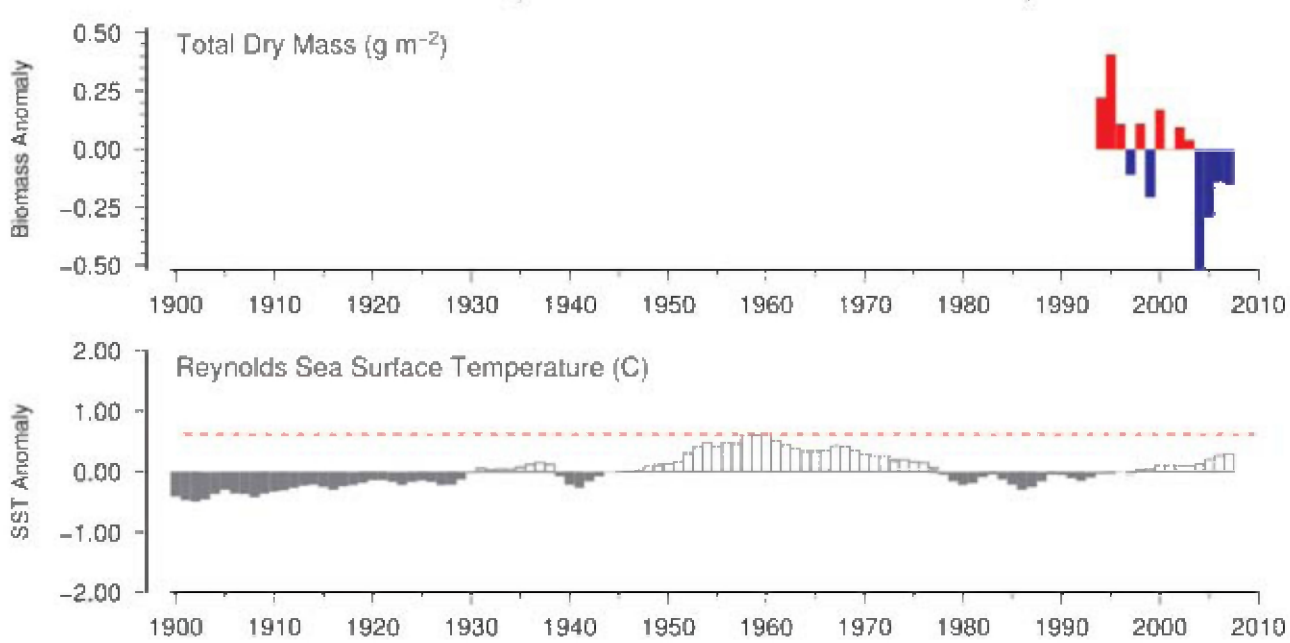 Total Dry Mass (g m⁻²)
Biomass Anomaly
0.50
0.25
0.00
−0.25
−0.50
1900 1910 1920 1930 1940 1950 1960 1970 1980 1990 2000 2010
Reynolds Sea Surface Temperature (C)
SST Anomaly
2.00
1.00
0.00
−1.00
−2.00
1900 1910 1920 1930 1940 1950 1960 1970 1980 1990 2000 2010